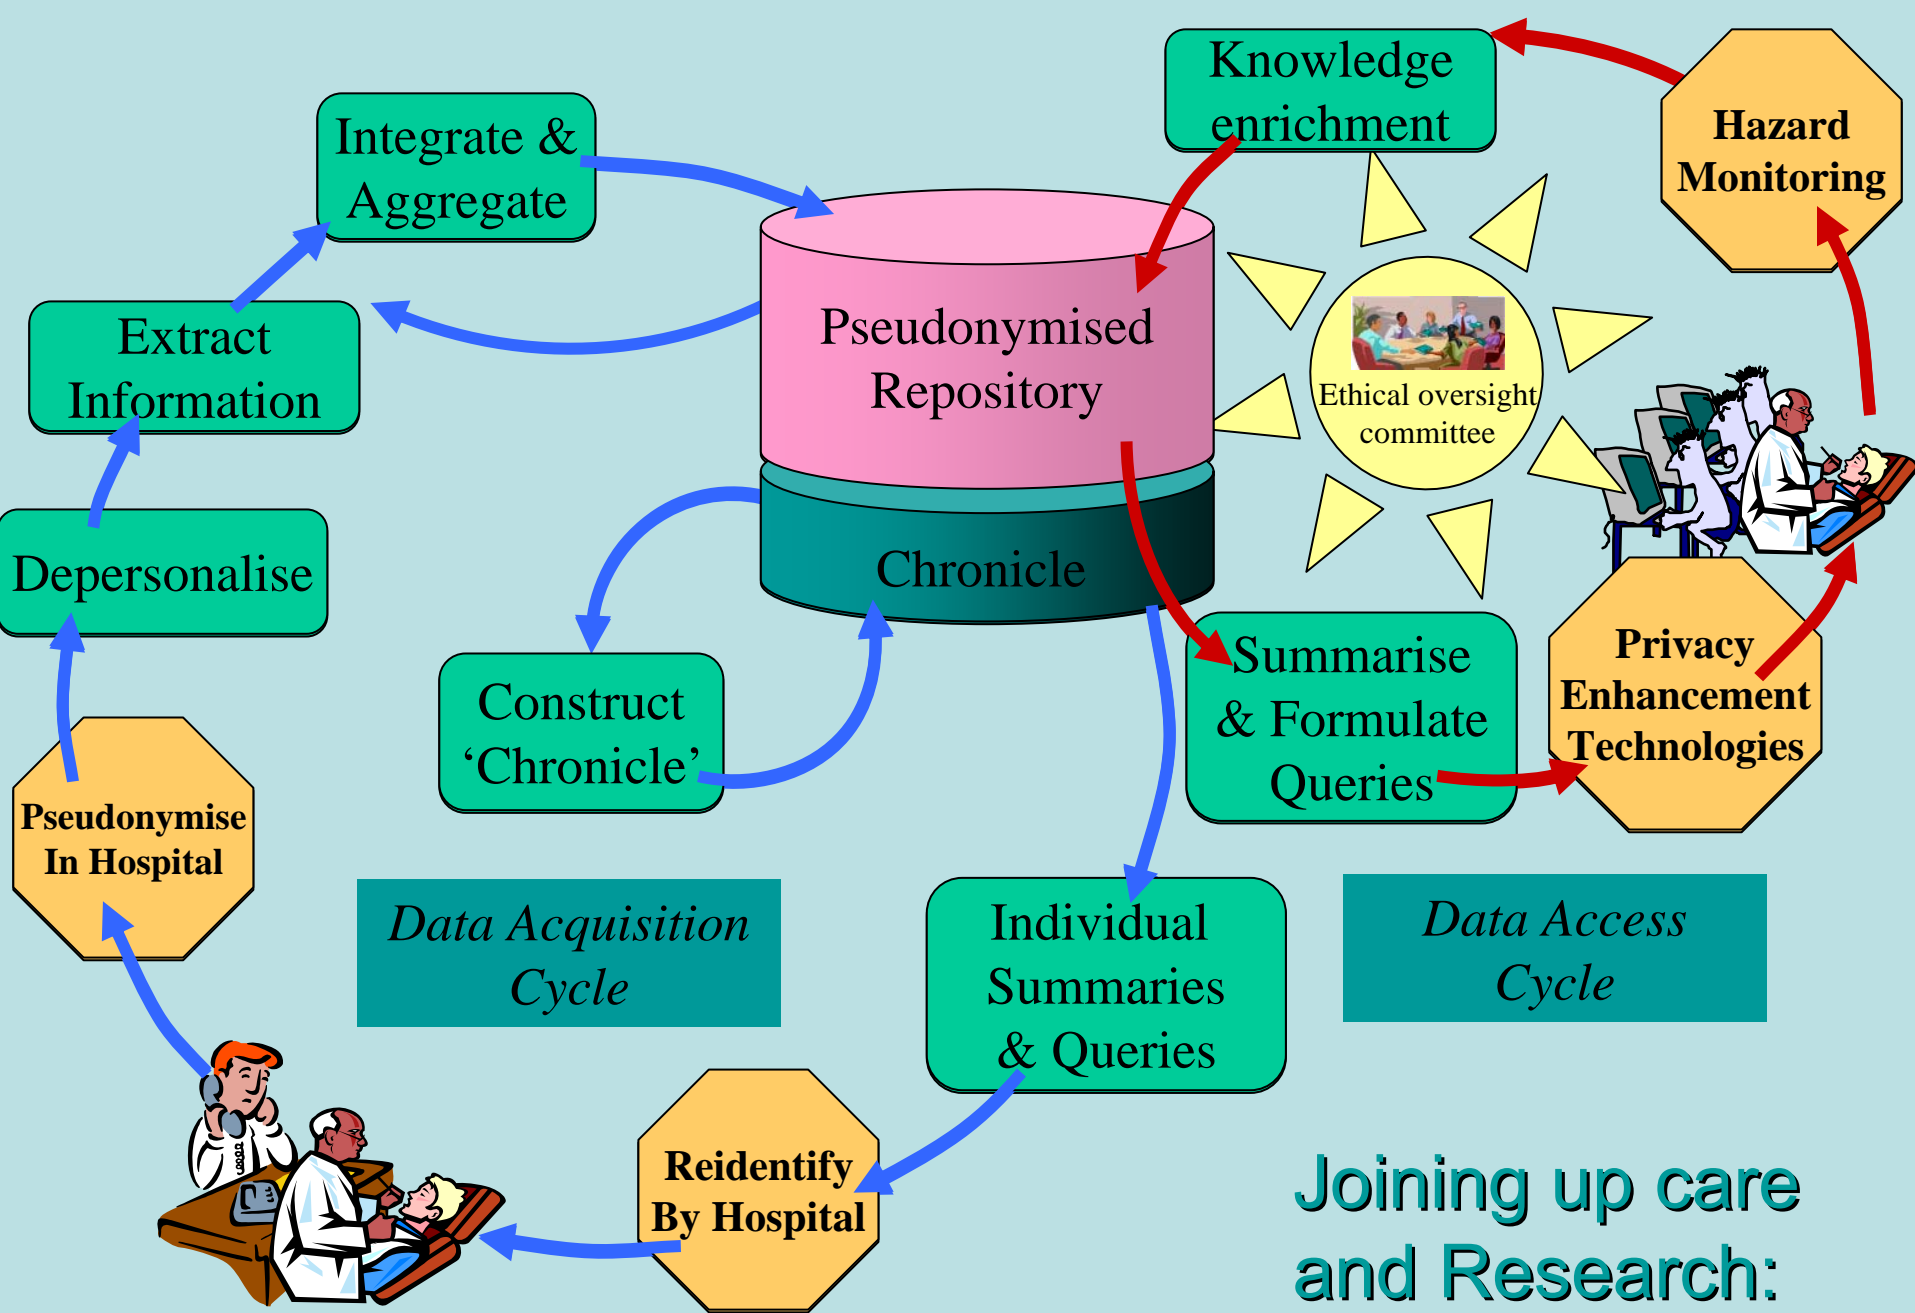 Knowledge
enrichment
Hazard
Monitoring
Integrate &
Aggregate
Extract
Information
Pseudonymised
Repository
Ethical oversight
committee
Depersonalise
Chronicle
Construct
‘Chronicle’
Summarise
& Formulate
Queries
Privacy
Enhancement
Technologies
Pseudonymise
In Hospital
Data Acquisition
Cycle
Individual
Summaries
& Queries
Data Access
Cycle
Reidentify
By Hospital
Joining up care
and Research: